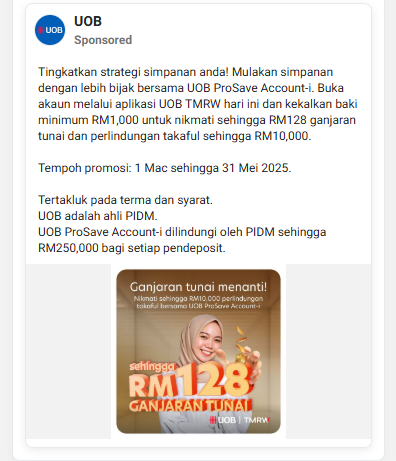 UOB
UOB
Sponsored
Tingkatkan strategi simpanan anda! Mulakan simpanan
dengan lebih bijak bersama UOB ProSave Account-i. Buka
akaun melalui aplikasi UOB TMRW hari ini dan kekalkan baki
minimum RM1,000 untuk nikmati sehingga RM128 ganjaran
tunai dan perlindungan takaful sehingga RM10,000.
Tempoh promosi: 1 Mac sehingga 31 Mei 2025.
Tertakluk pada terma dan syarat.
UOB adalah ahli PIDM.
UOB ProSave Account-i dilindungi oleh PIDM sehingga
RM250,000 bagi setiap pendeposit.
Ganjaran tunai menanti!
Nikmati sehingga RM10,000 perlindungan
takaful bersama UOB ProSave Account-i
sehingga
RM128
GANJARAN TUNAI
UOB | TMRW